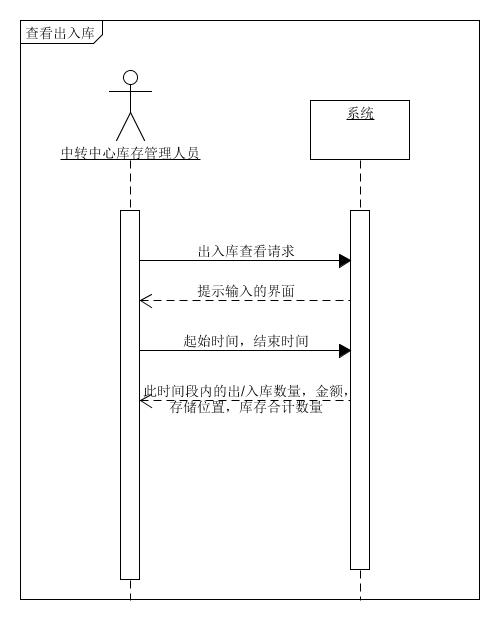 查看出入库
中转中心库存管理人员
系统
出入库查看请求
提示输入的界面
起始时间，结束时间
此时间段内的出/入库数量，金额，
存储位置，库存合计数量